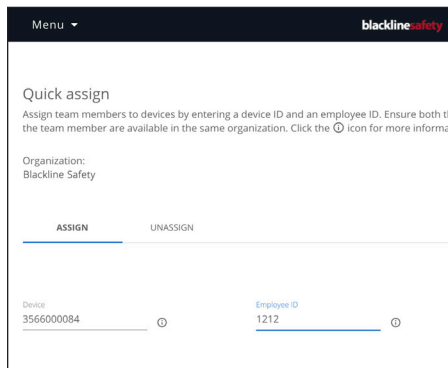 Menu
blacklinesafety
Quick assign
Assign team members to devices by entering a device ID and an employee ID. Ensure both
the team member are available in the same organization. Click the icon for more
Organization:
Blackline Safety
ASSIGN UNASSIGN
Device Employee ID
3566000084 1212